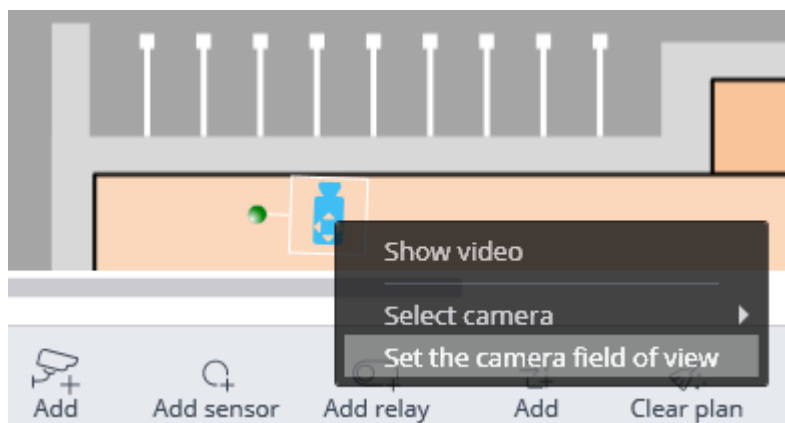 Show video
Select camera
Set the camera field of view
Add
Add sensor
Add relay
Add
Clear plan